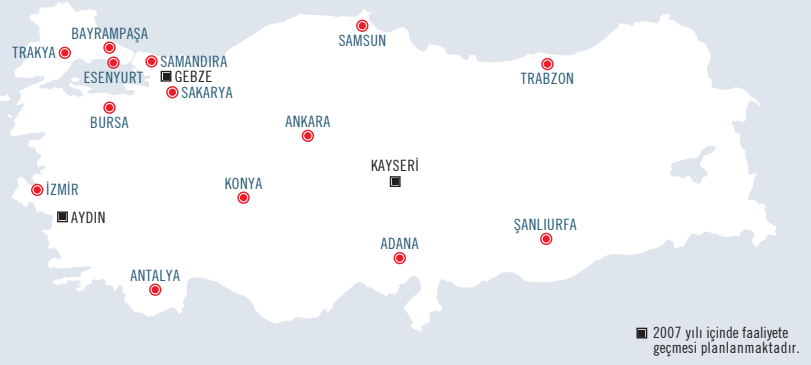 BAYRAMPAŞA
SAMSUN
TRAKYA
SAMANDIRA
ESENYURT
GEBZE
TRABZON
SAKARYA
BURSA
ANKARA
KAYSERİ
İZMİR
KONYA
AYDIN
ŞANLIURFA
ADANA
ANTALYA
2007 yılı içinde faaliyete
geçmesi planlanmaktadır.